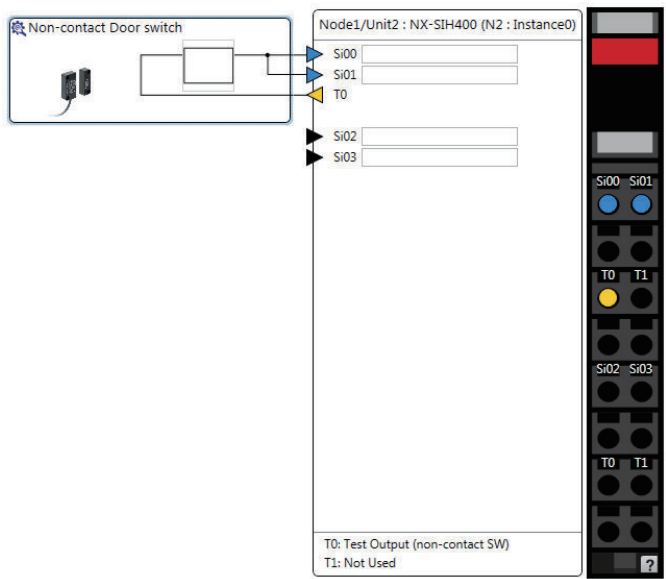 Non-contact Door switch
Node1/Unit2 : NX-SIH400 (N2 : Instance0)
Si00
Si01
T0
Si02
Si03
T0: Test Output (non-contact SW)
T1: Not Used
Si00 Si01
T0 T1
Si02 Si03
T0 T1
?